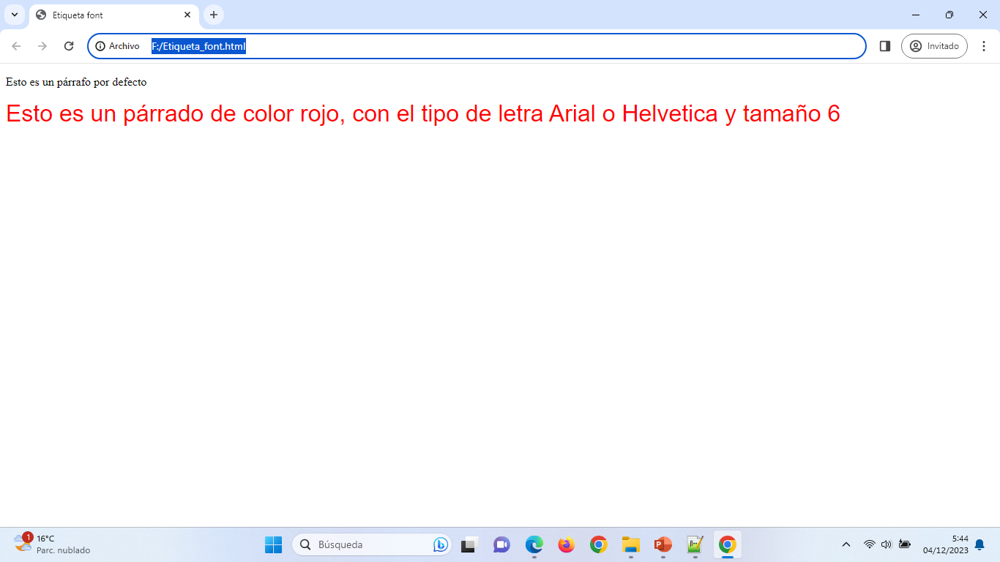 Etiqueta font
Archivo F:/Etiqueta_font.html
Invitado
Esto es un párrafo por defecto
Esto es un párrado de color rojo, con el tipo de letra Arial o Helvetica y tamaño 6
1
16°C
Parc. nublado
Búsqueda
5:44
04/12/2023